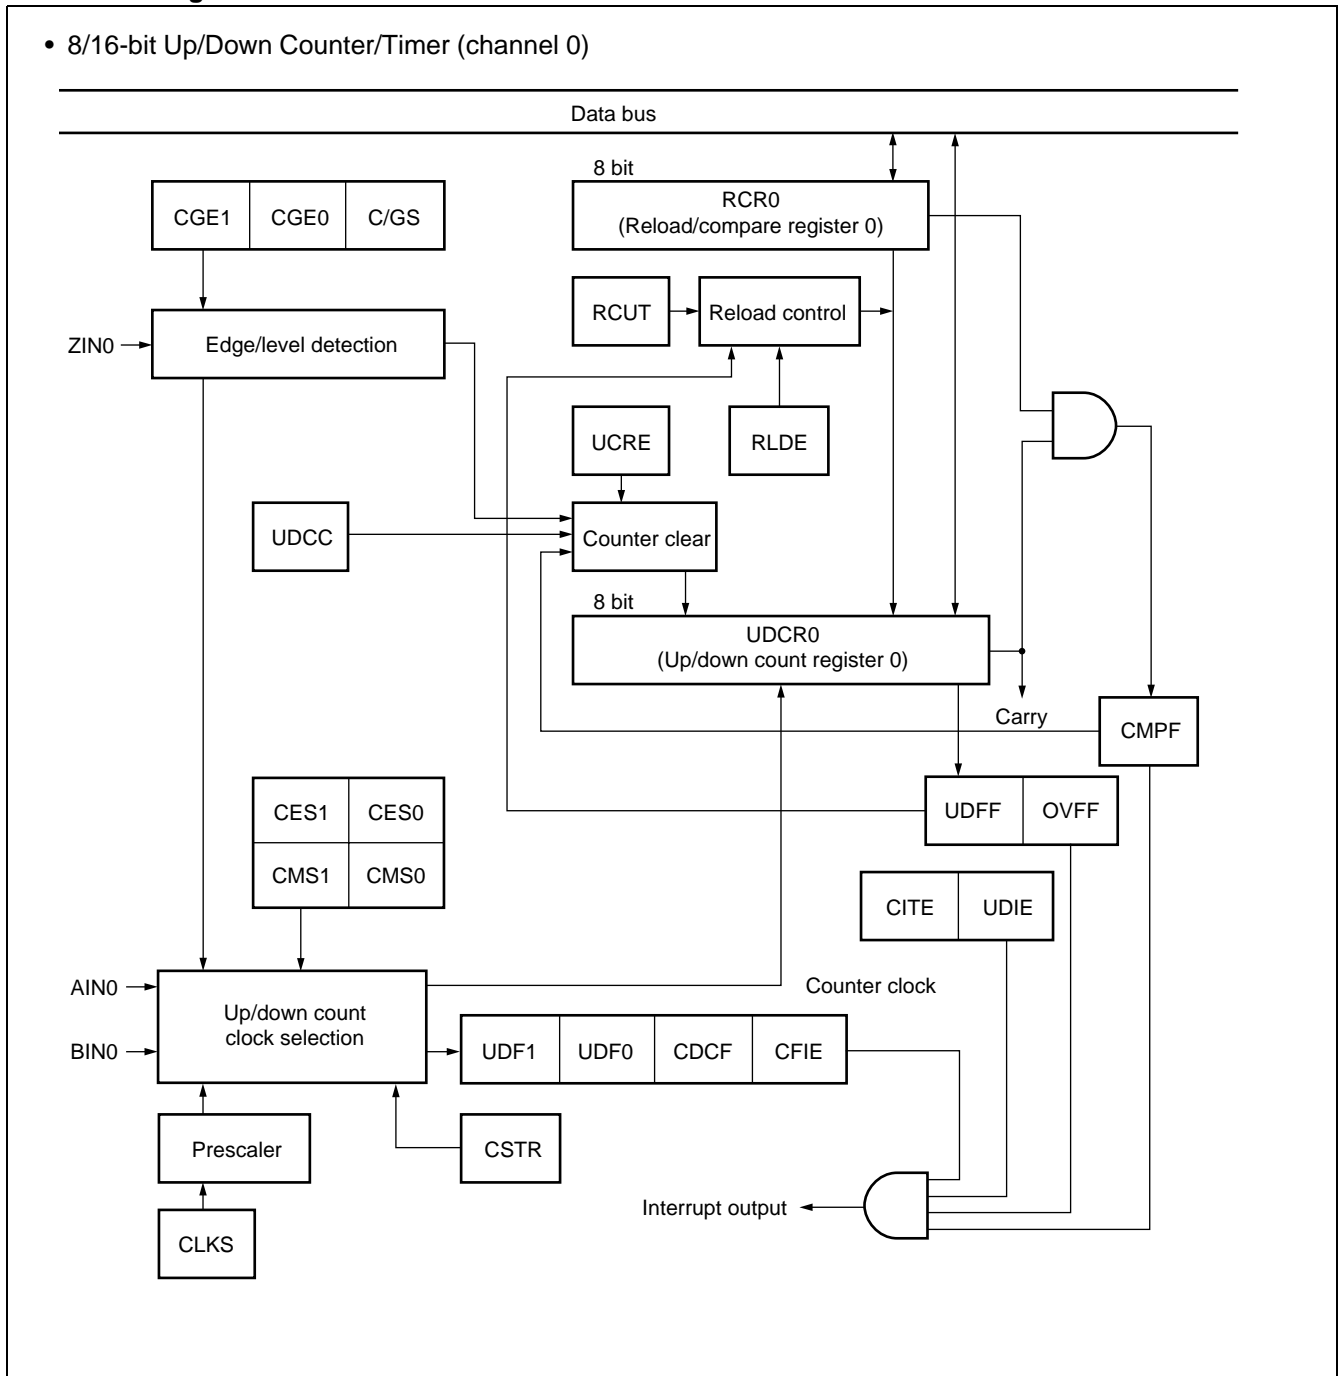 • 8/16-bit Up/Down Counter/Timer (channel 0)
Data bus
8 bit
RCR0
(Reload/compare register 0)
CGE1 CGE0 C/GS
RCUT
Reload control
ZIN0
Edge/level detection
UCRE
RLDE
UDCC
Counter clear
8 bit
UDCR0
(Up/down count register 0)
Carry
CMPF
CES1 CES0
CMS1 CMS0
UDFF OVFF
CITE UDIE
AIN0
BIN0
Up/down count
clock selection
Counter clock
UDF1 UDF0 CDCF CFIE
Prescaler
CSTR
Interrupt output
CLKS